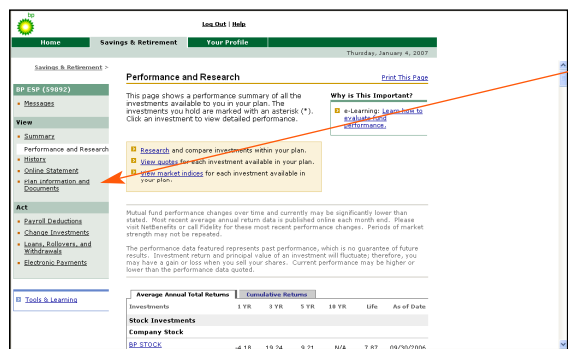 bp
Log Out | Help
Home Savings & Retirement Your Profile
Thursday, January 4, 2007
Savings & Retirement >
BP ESP (59892)
Messages
View
Summary
Performance and Research
History
Online Statement
Plan Information and
Documents
Act
Payroll Deductions
Change Investments
Loans, Rollovers, and
Withdrawals
Electronic Payments
Tools & Learning
Performance and Research
Print This Page
This page shows a performance summary of all the
investments available to you in your plan. The
investments you hold are marked with an asterisk (*).
Click an investment to view detailed performance.
Why is This Important?
e-Learning: Learn how to
evaluate fund
performance.
Research and compare investments within your plan.
View quotes for each investment available in your plan.
View market indices for each investment available in
your plan.
Mutual fund performance changes over time and currently may be significantly lower than
stated. Most recent average annual return data is published online each month end. Please
visit NetBenefits or call Fidelity for these most recent performance changes. Periods of market
strength may not be repeated.
The performance data featured represents past performance, which is no guarantee of future
results. Investment return and principal value of an investment will fluctuate; therefore, you
may have a gain or loss when you sell your shares. Current performance may be higher or
lower than the performance data quoted.
Average Annual Total Returns Cumulative Returns
Investments 1 YR 3 YR 5 YR 10 YR Life As of Date
Stock Investments
Company Stock
BP STOCK -4.18 19.24 9.21 N/A 7.87 09/30/2006